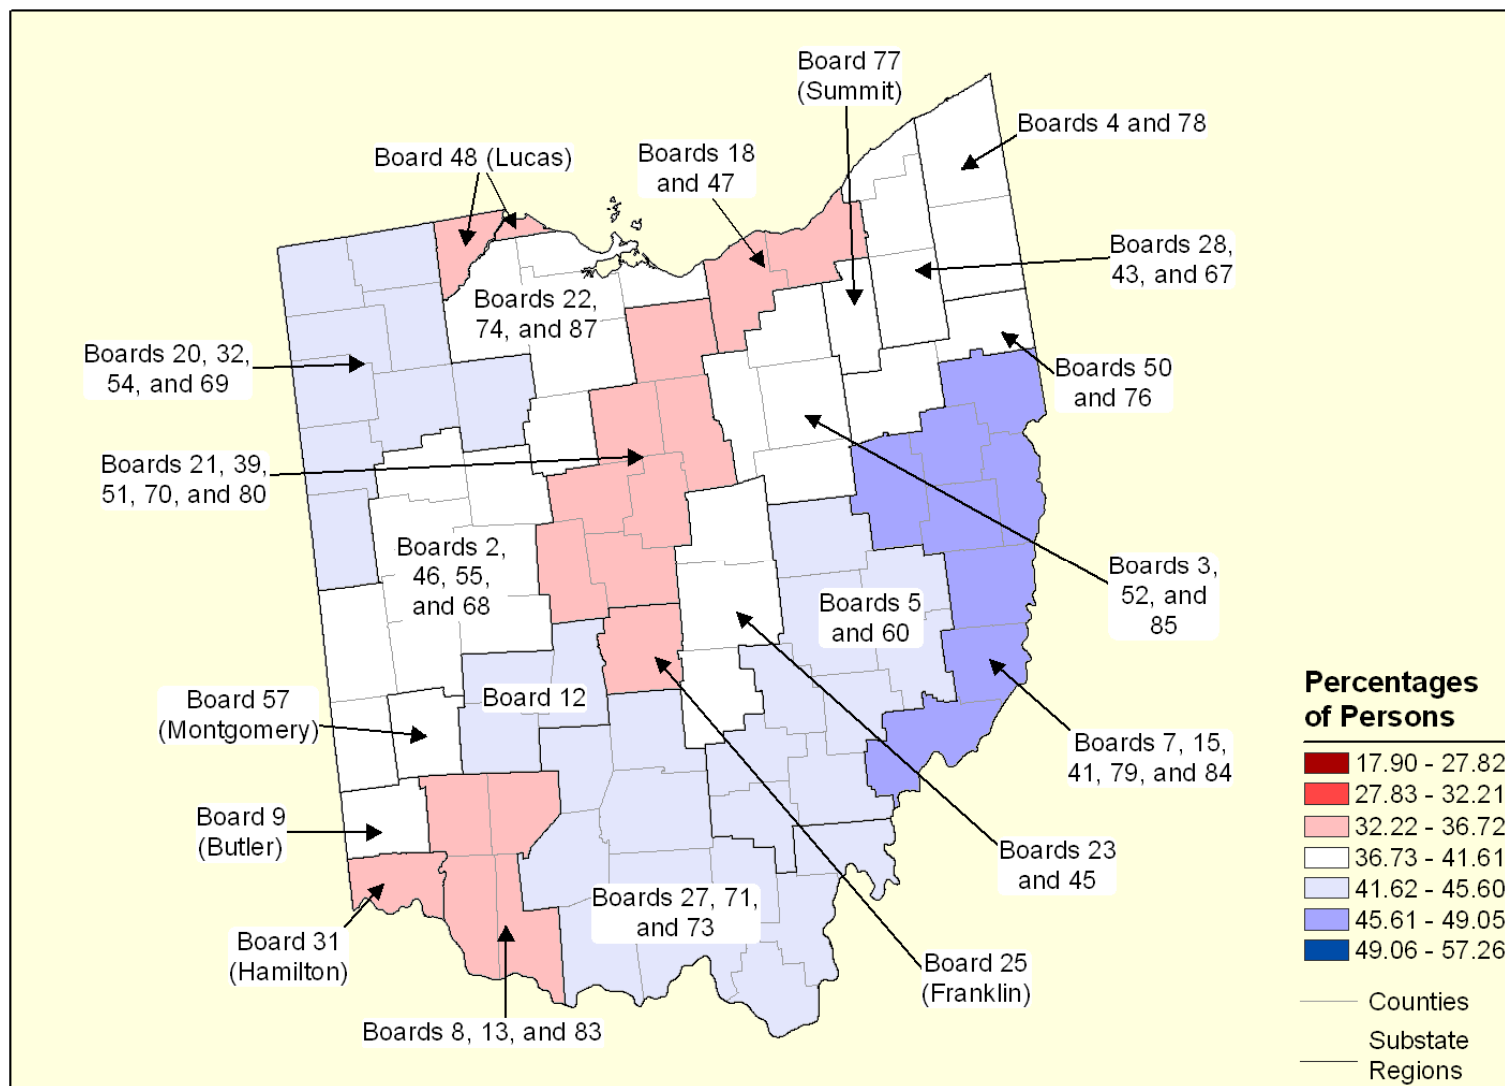 Board 77
(Summit)
Boards 4 and 78
Board 48 (Lucas)
Boards 18
and 47
Boards 28,
43, and 67
Boards 22,
74, and 87
Boards 20, 32,
54, and 69
Boards 50
and 76
Boards 21, 39,
51, 70, and 80
Boards 2,
46, 55,
and 68
Boards 3,
52, and
85
Boards 5
and 60
Board 12
Board 57
(Montgomery)
Boards 7, 15,
41, 79, and 84
Board 9
(Butler)
Boards 23
and 45
Boards 27, 71,
and 73
Board 31
(Hamilton)
Board 25
(Franklin)
Boards 8, 13, and 83
Percentages
of Persons
17.90 - 27.82
27.83 - 32.21
32.22 - 36.72
36.73 - 41.61
41.62 - 45.60
45.61 - 49.05
49.06 - 57.26
Counties
Substate
Regions